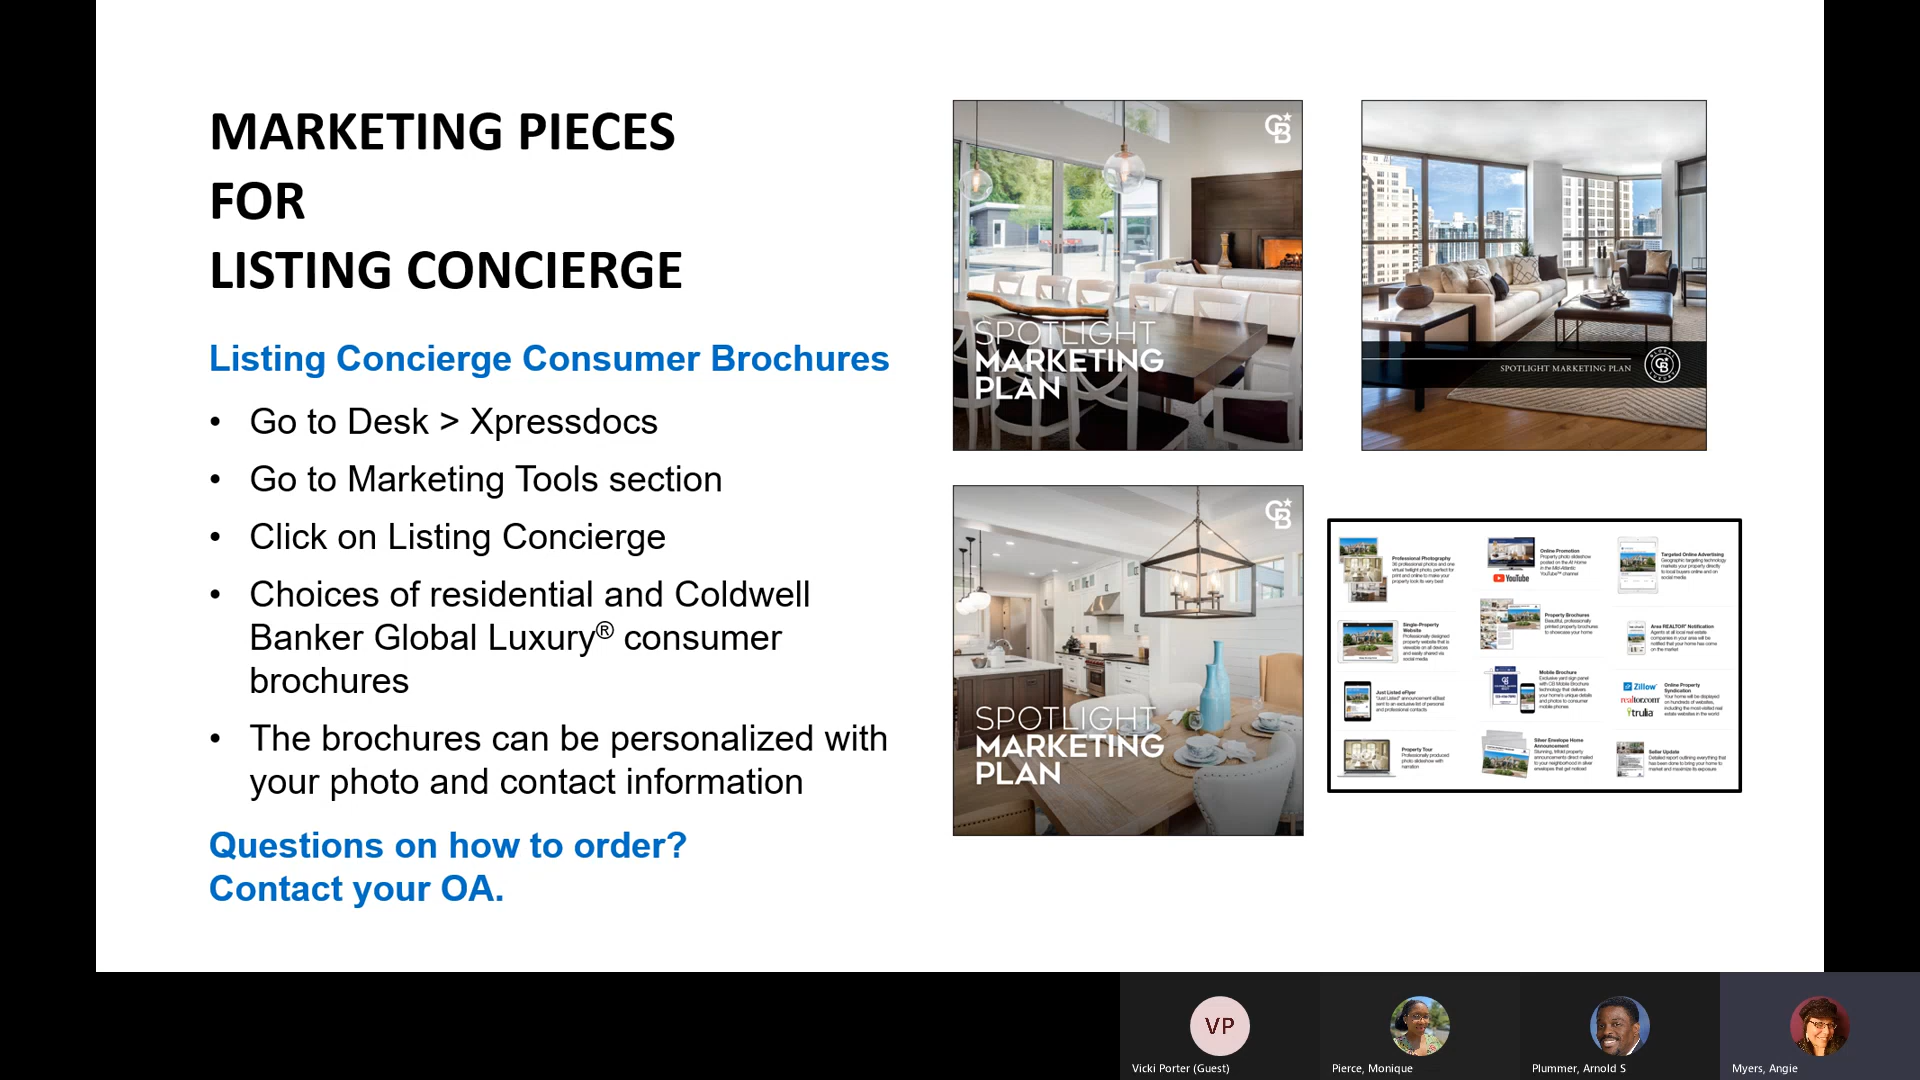 MARKETING PIECES
FOR
LISTING CONCIERGE
Listing Concierge Consumer Brochures
• Go to Desk > Xpressdocs
• Go to Marketing Tools section
• Click on Listing Concierge
• Choices of residential and Coldwell
Banker Global Luxury® consumer
brochures
• The brochures can be personalized with
your photo and contact information
Questions on how to order?
Contact your OA.
SPOTLIGHT
MARKETING
PLAN
SPOTLIGHT MARKETING PLAN
SPOTLIGHT
MARKETING
PLAN
Professional Photography
Single-Property
Website
Just Listed eFlyer
Property Tour
Online Promotion
YouTube
Property Brochures
Mobile Brochure
Silver Envelope Home
Announcement
Targeted Online Advertising
Area REALTOR® Notification
Online Property
Syndication
Zillow
realtor.com
trulia
Seller Update
VP
Vicki Porter (Guest)
Pierce, Monique
Plummer, Arnold S
Myers, Angie